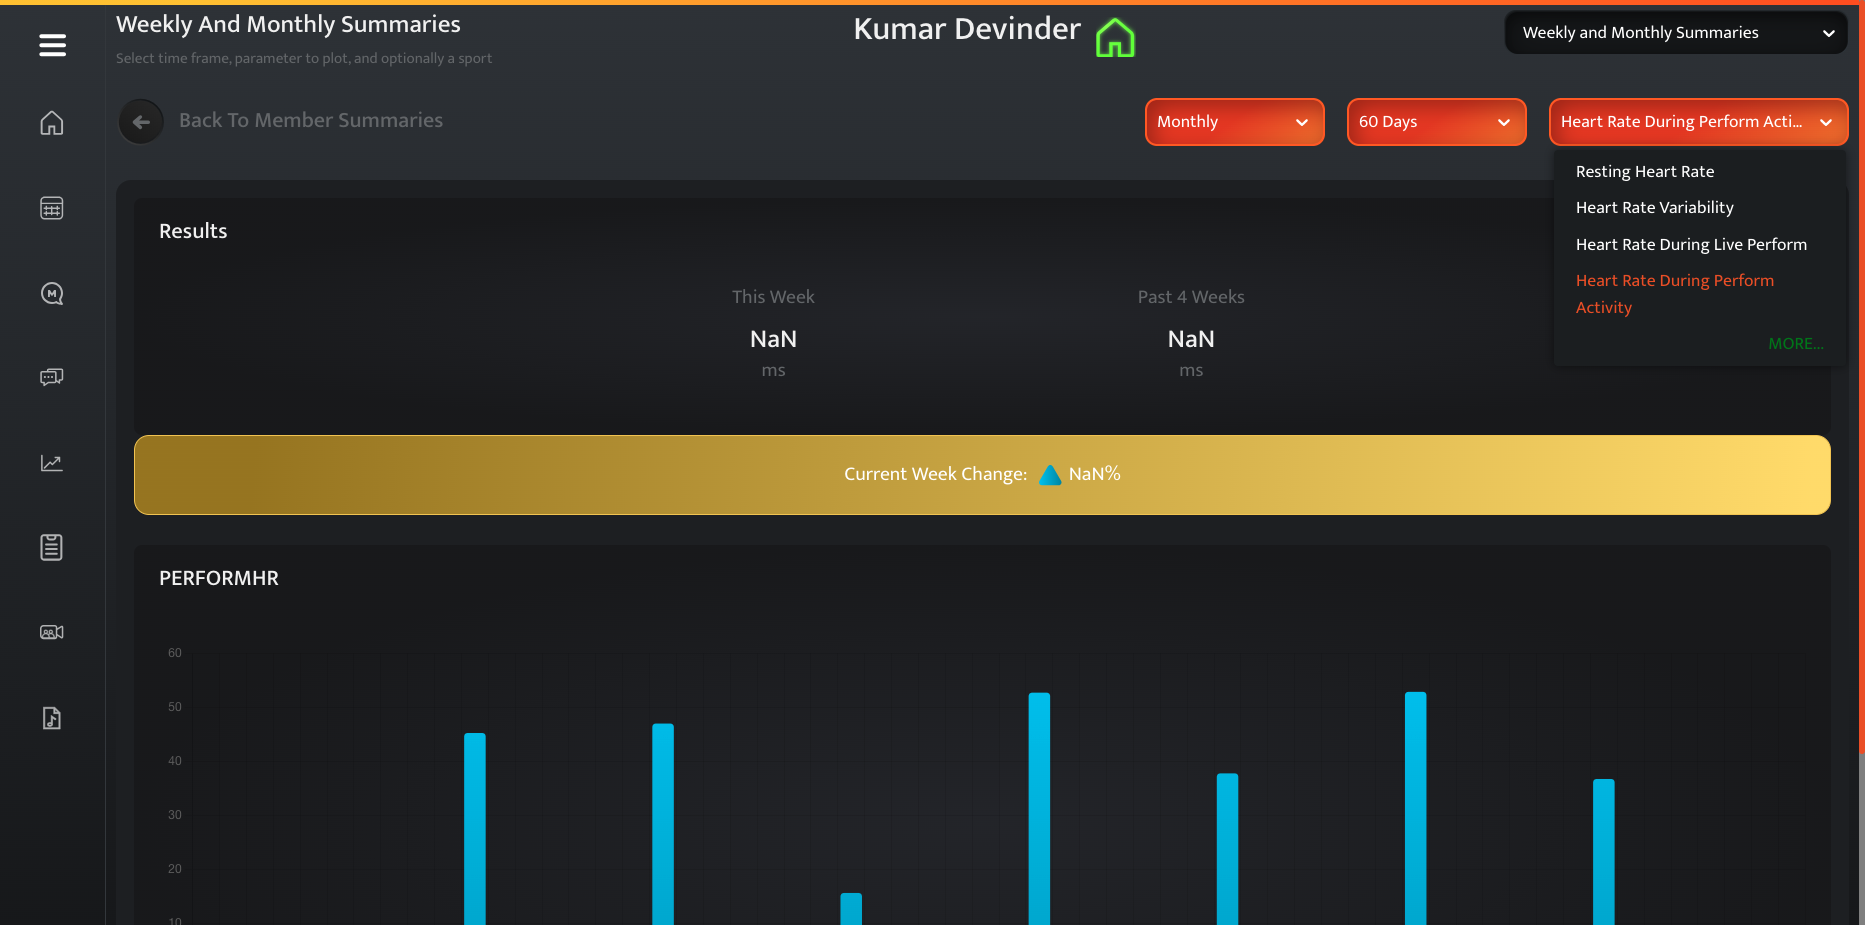 Weekly And Monthly Summaries
Select time frame, parameter to plot, and optionally a sport
Kumar Devinder
Weekly and Monthly Summaries
Back To Member Summaries
Monthly
60 Days
Heart Rate During Perform Acti...
Resting Heart Rate
Heart Rate Variability
Heart Rate During Live Perform
Heart Rate During Perform
Activity
MORE...
Results
This Week
Past 4 Weeks
NaN
NaN
ms
ms
Current Week Change: NaN%
PERFORMHR
60
50
40
30
20
10
M